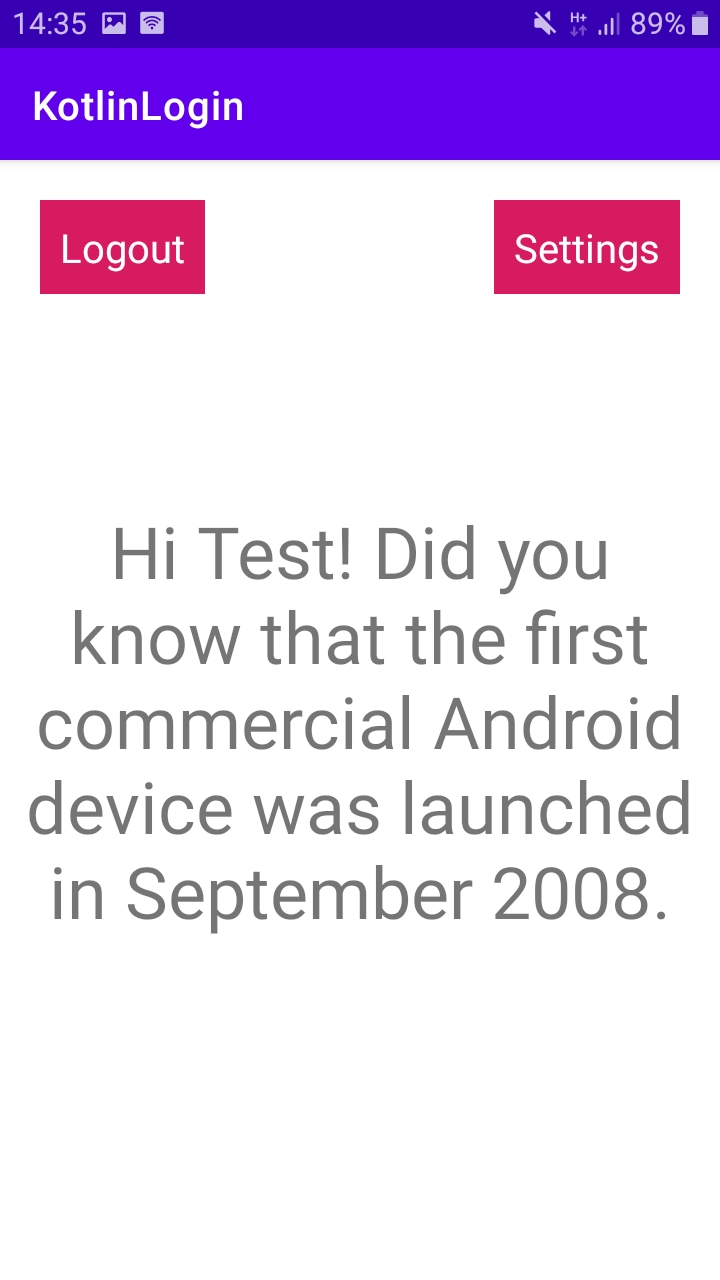 14:35 H+ 89%
KotlinLogin
Logout Settings
Hi Test! Did you
know that the first
commercial Android
device was launched
in September 2008.